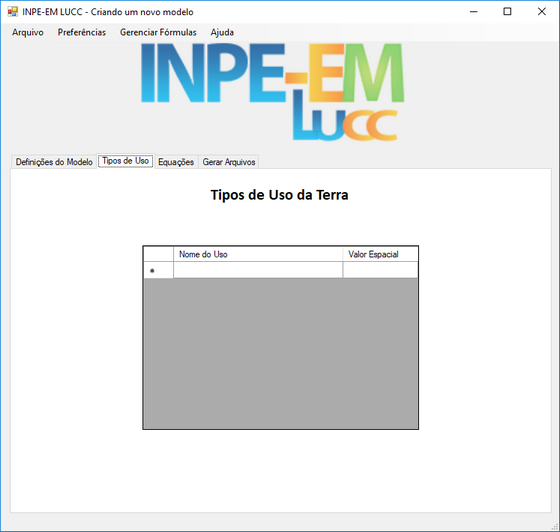 INPE-EM LUCC - Criando um novo modelo
Arquivo Preferências Gerenciar Fórmulas Ajuda
INPE-EM
LUCC
Definições do Modelo Tipos de Uso Equações Gerar Arquivos
Tipos de Uso da Terra
Nome do Uso Valor Espacial
*